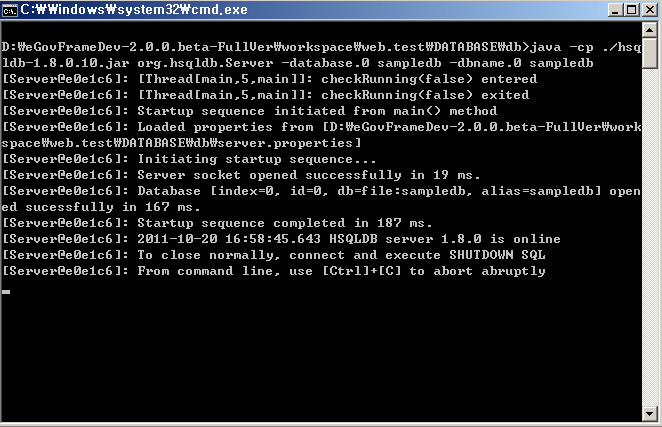 C:₩Windows₩system32₩cmd.exe
D:₩eGovFrameDev-2.0.0.beta-FullVer₩workspace₩web.test₩DATABASE₩db>java -cp ./hsq
ldb-1.8.0.10.jar org.hsqldb.Server -database.0 sampledb -dbname.0 sampledb
[Server@e0e1c6]: [Thread[main,5,main]]: checkRunning(false) entered
[Server@e0e1c6]: [Thread[main,5,main]]: checkRunning(false) exited
[Server@e0e1c6]: Startup sequence initiated from main() method
[Server@e0e1c6]: Loaded properties from [D:₩eGovFrameDev-2.0.0.beta-FullVer₩work
space₩web.test₩DATABASE₩db₩server.properties]
[Server@e0e1c6]: Initiating startup sequence...
[Server@e0e1c6]: Server socket opened successfully in 19 ms.
[Server@e0e1c6]: Database [index=0, id=0, db=file:sampledb, alias=sampledb] open
ed sucessfully in 167 ms.
[Server@e0e1c6]: Startup sequence completed in 187 ms.
[Server@e0e1c6]: 2011-10-20 16:58:45.643 HSQLDB server 1.8.0 is online
[Server@e0e1c6]: To close normally, connect and execute SHUTDOWN SQL
[Server@e0e1c6]: From command line, use [Ctrl]+[C] to abort abruptly